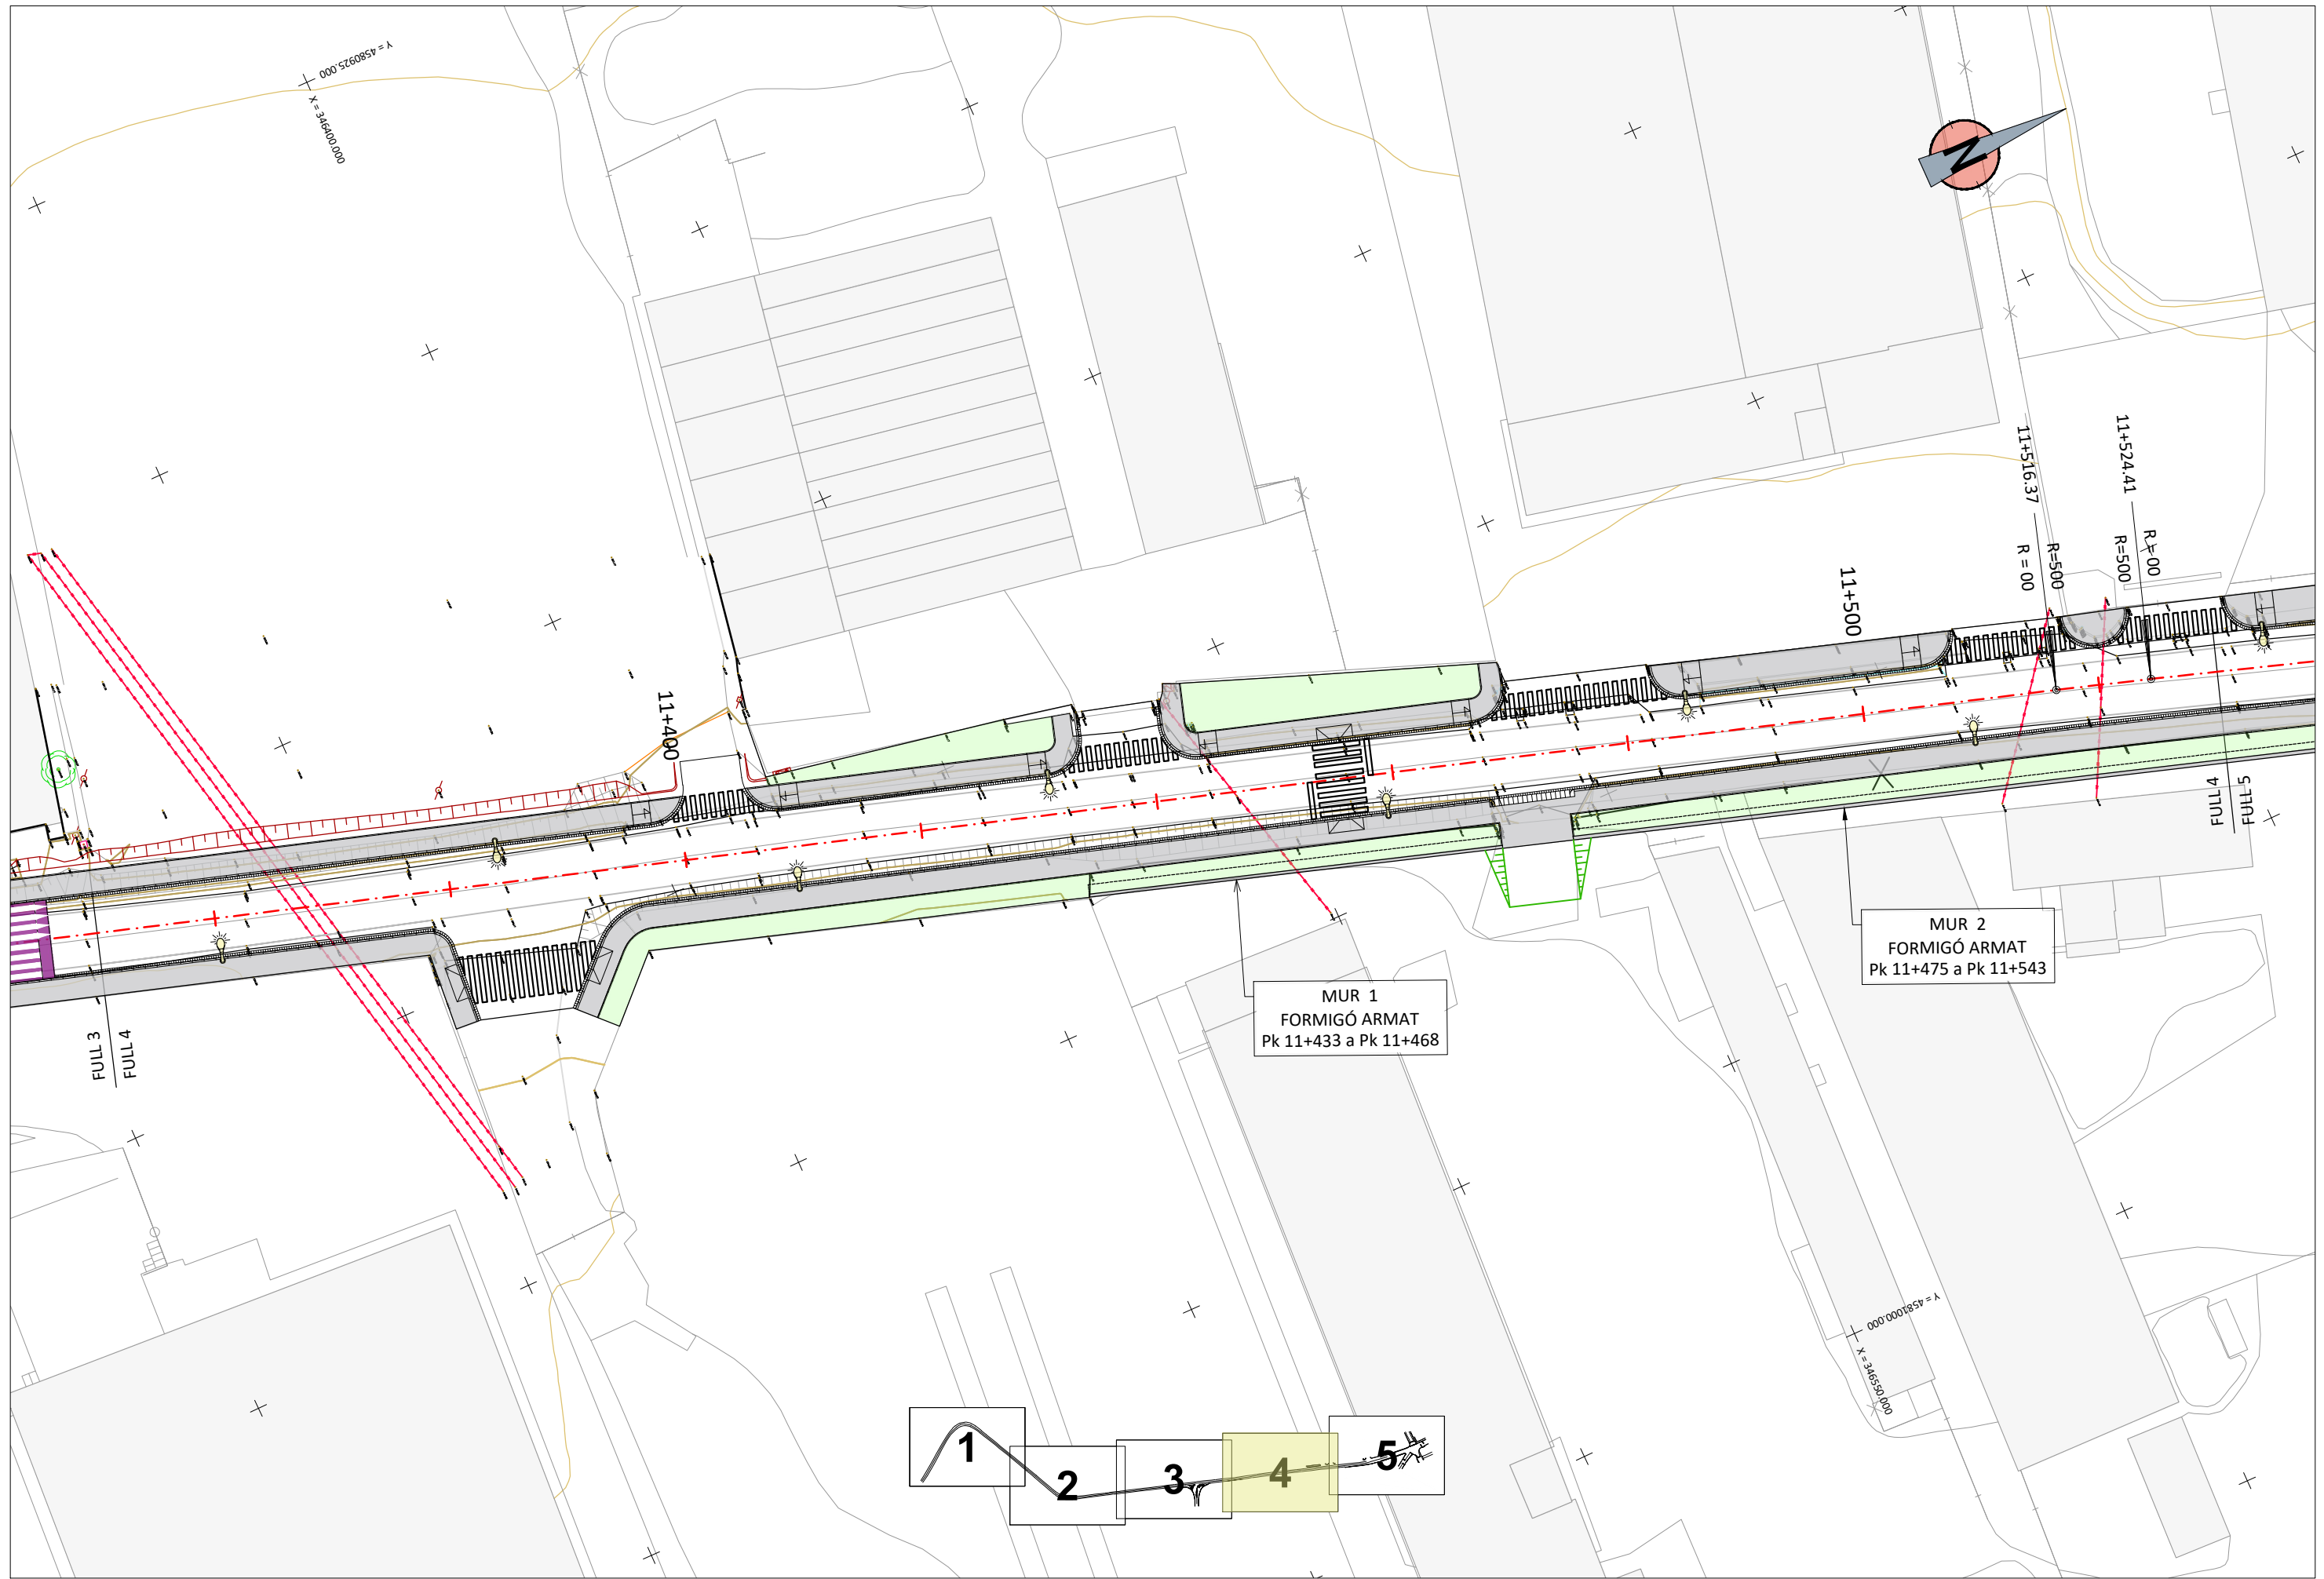 Y = 4580925.000
X = 346400.000
N
11+516.37
R = 00
R=500
11+524.41
R=500
R = 00
11+500
11+400
FULL 3
FULL 4
FULL 4
FULL 5
MUR 1
FORMIGÓ ARMAT
Pk 11+433 a Pk 11+468
MUR 2
FORMIGÓ ARMAT
Pk 11+475 a Pk 11+543
Y = 4581000.000
X = 346550.000
1
2
3
4
5